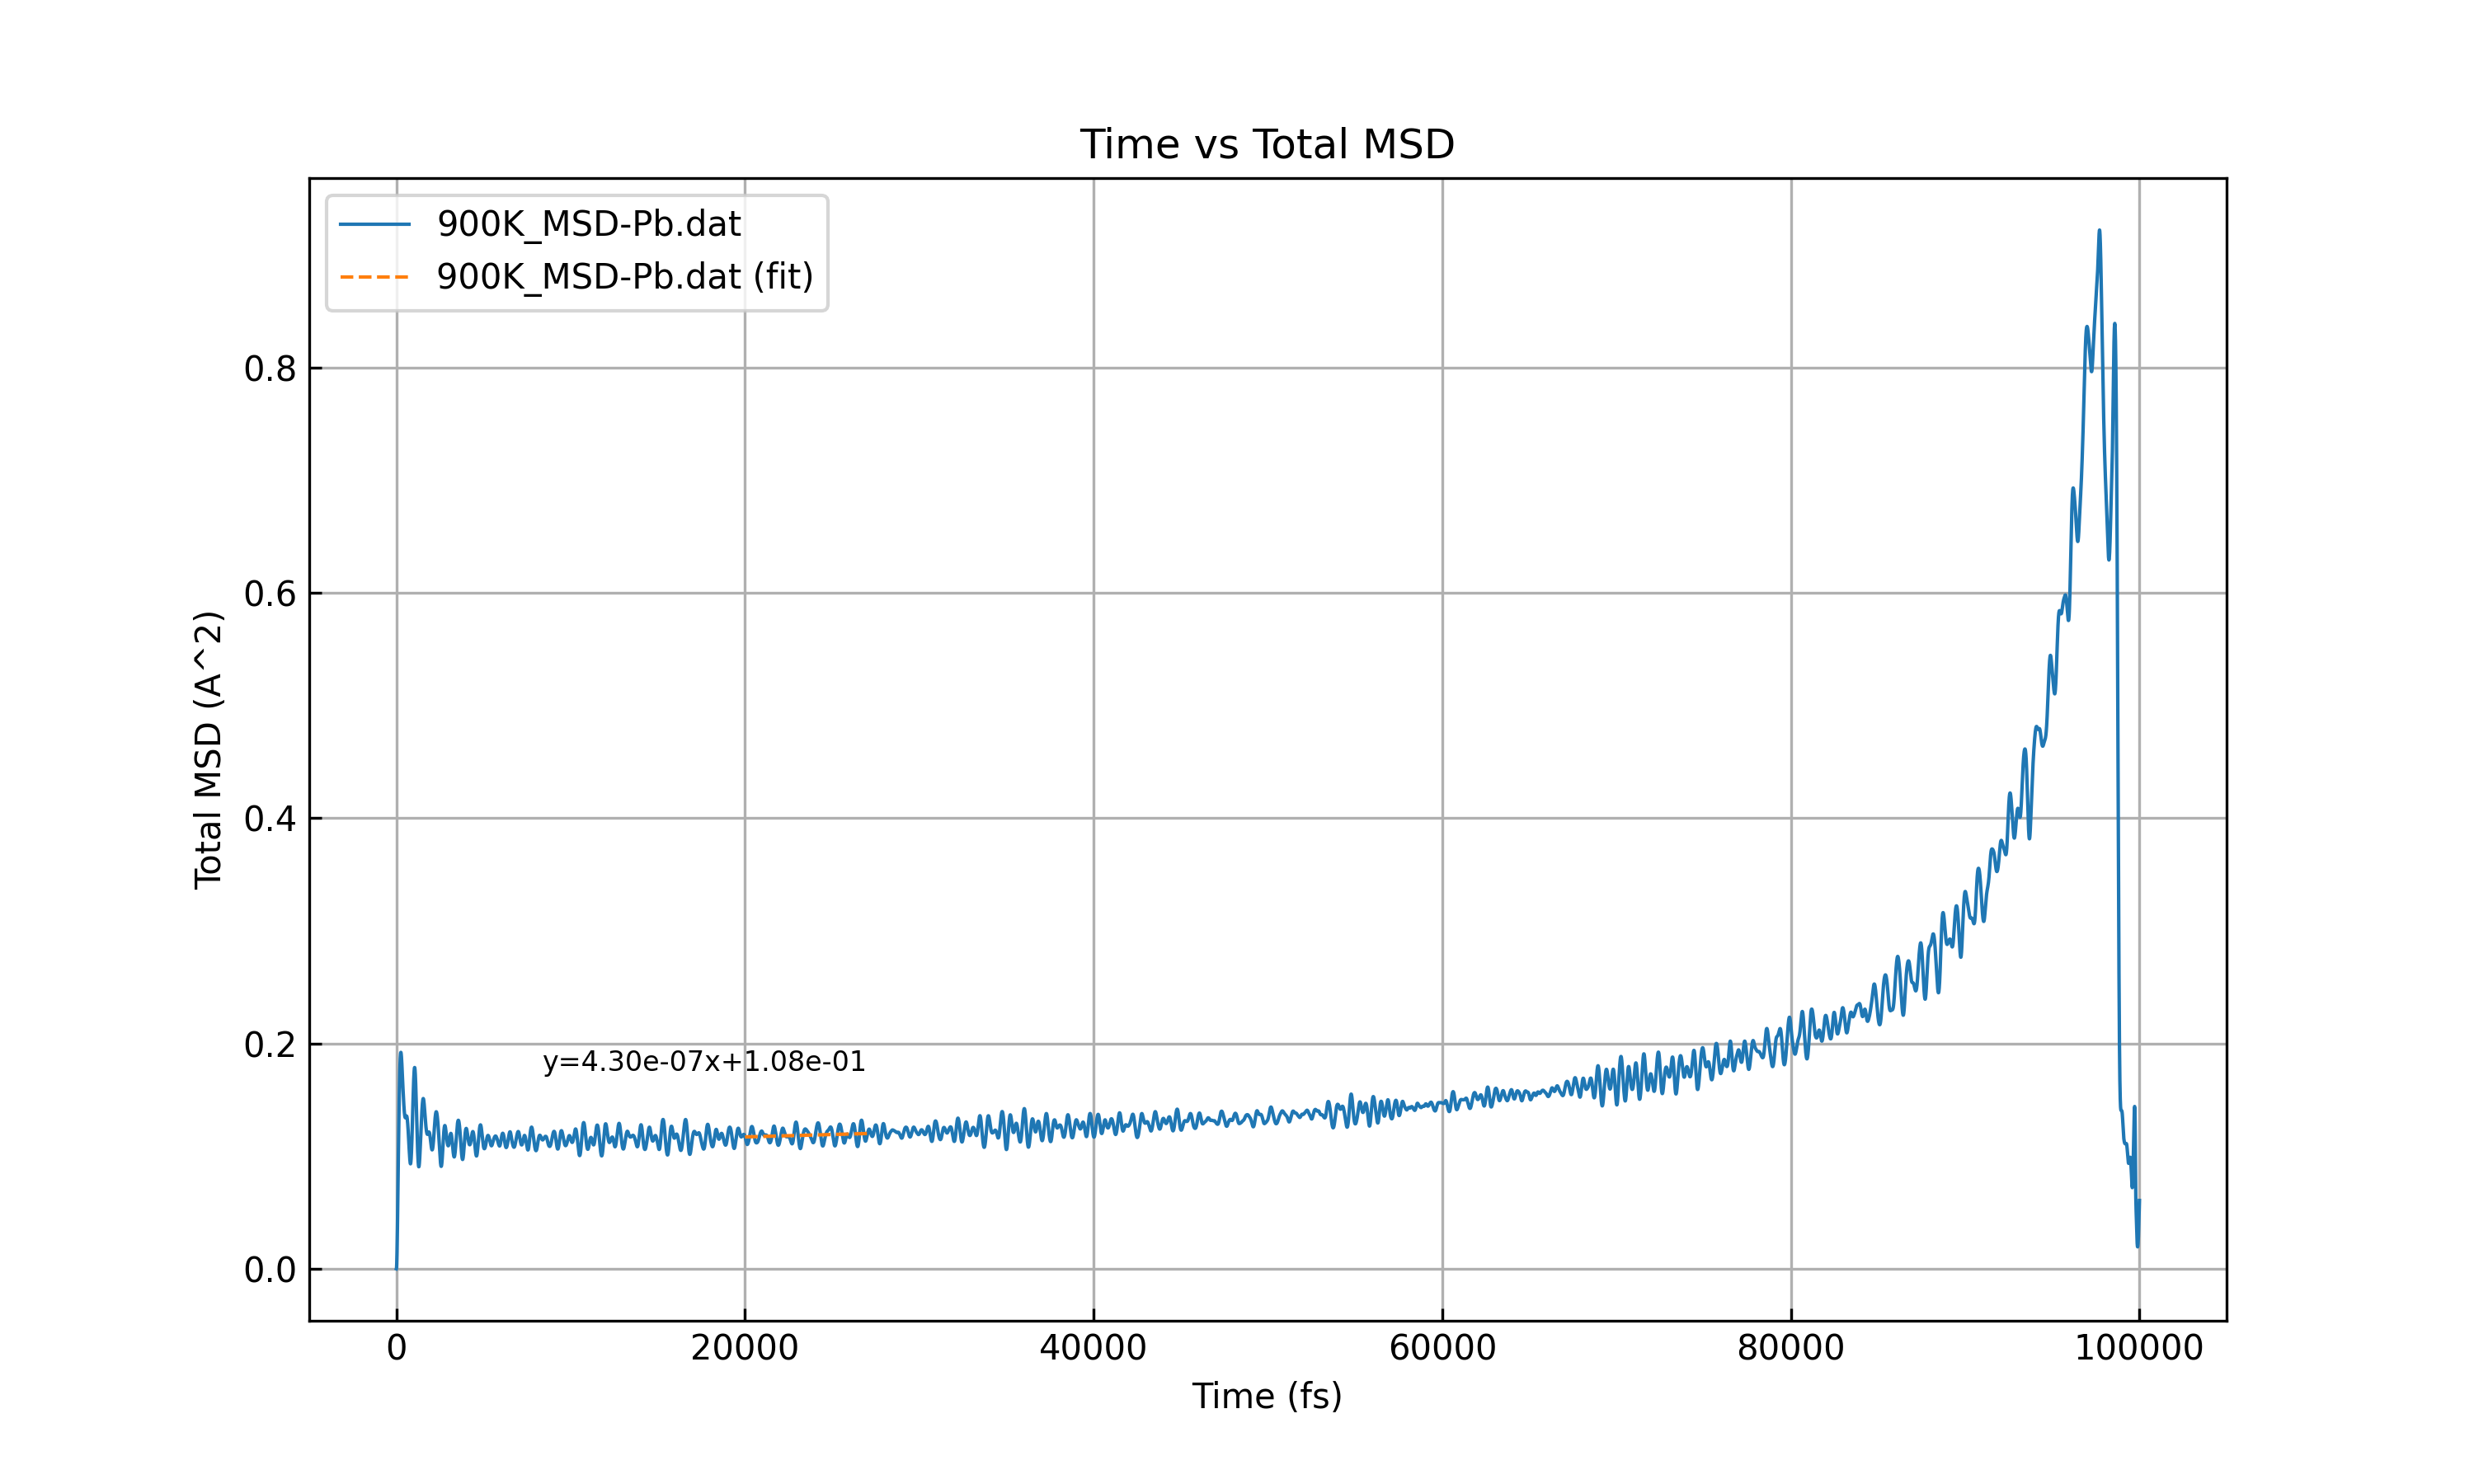 Time vs Total MSD
900K_MSD-Pb.dat
900K_MSD-Pb.dat (fit)
0.8
0.6
0.4
0.2
0.0
Total MSD (A^2)
y=4.30e-07x+1.08e-01
0 20000 40000 60000 80000 100000
Time (fs)